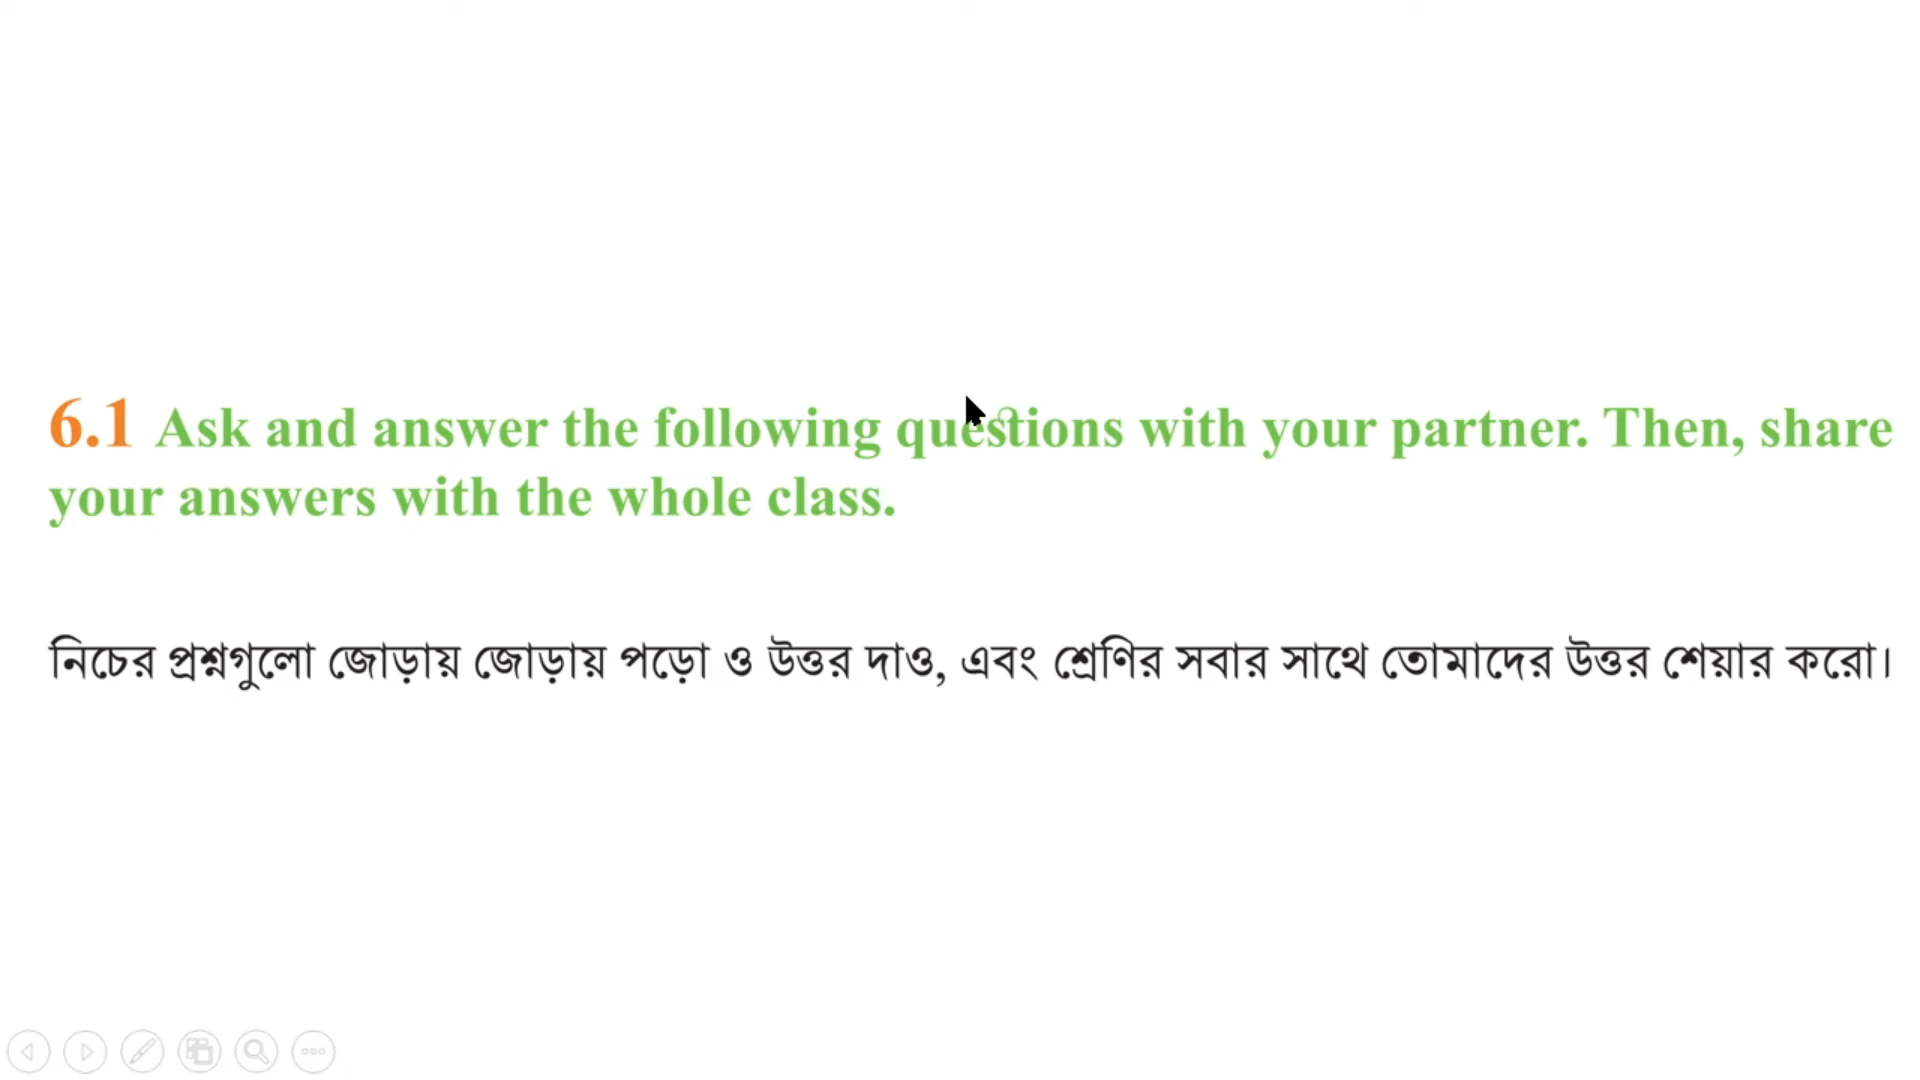 6.1 Ask and answer the following questions with your partner. Then, share
your answers with the whole class.
নিচের প্রশ্নগুলো জোড়ায় জোড়ায় পড়ো ও উত্তর দাও, এবং শ্রেণির সবার সাথে তোমাদের উত্তর শেয়ার করো।